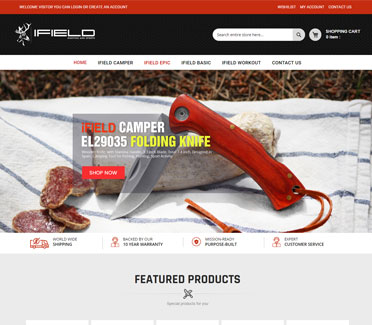 WELCOME VISITOR YOU CAN LOGIN OR CREATE AN ACCOUNT
WISHLIST MY ACCOUNT CONTACT US
IFIELD
Search entire store here...
SHOPPING CART
0 item :
HOME IFIELD CAMPER IFIELD EPIC IFIELD BASIC IFIELD WORKOUT CONTACT US
IFIELD CAMPER
EL29035 FOLDING KNIFE
SHOP NOW
WORLD WIDE
SHIPPING
BACKED BY OUR
10 YEAR WARRANTY
MISSION-READY
PURPOSE-BUILT
EXPERT
CUSTOMER SERVICE
FEATURED PRODUCTS
Special products for you